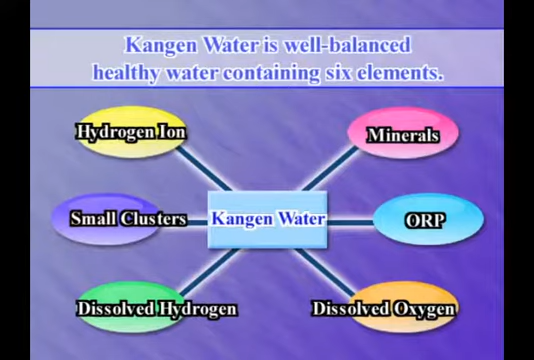 Kangen Water is well-balanced
healthy water containing six elements.
Hydrogen Ion
Minerals
Small Clusters
Kangen Water
ORP
Dissolved Hydrogen
Dissolved Oxygen